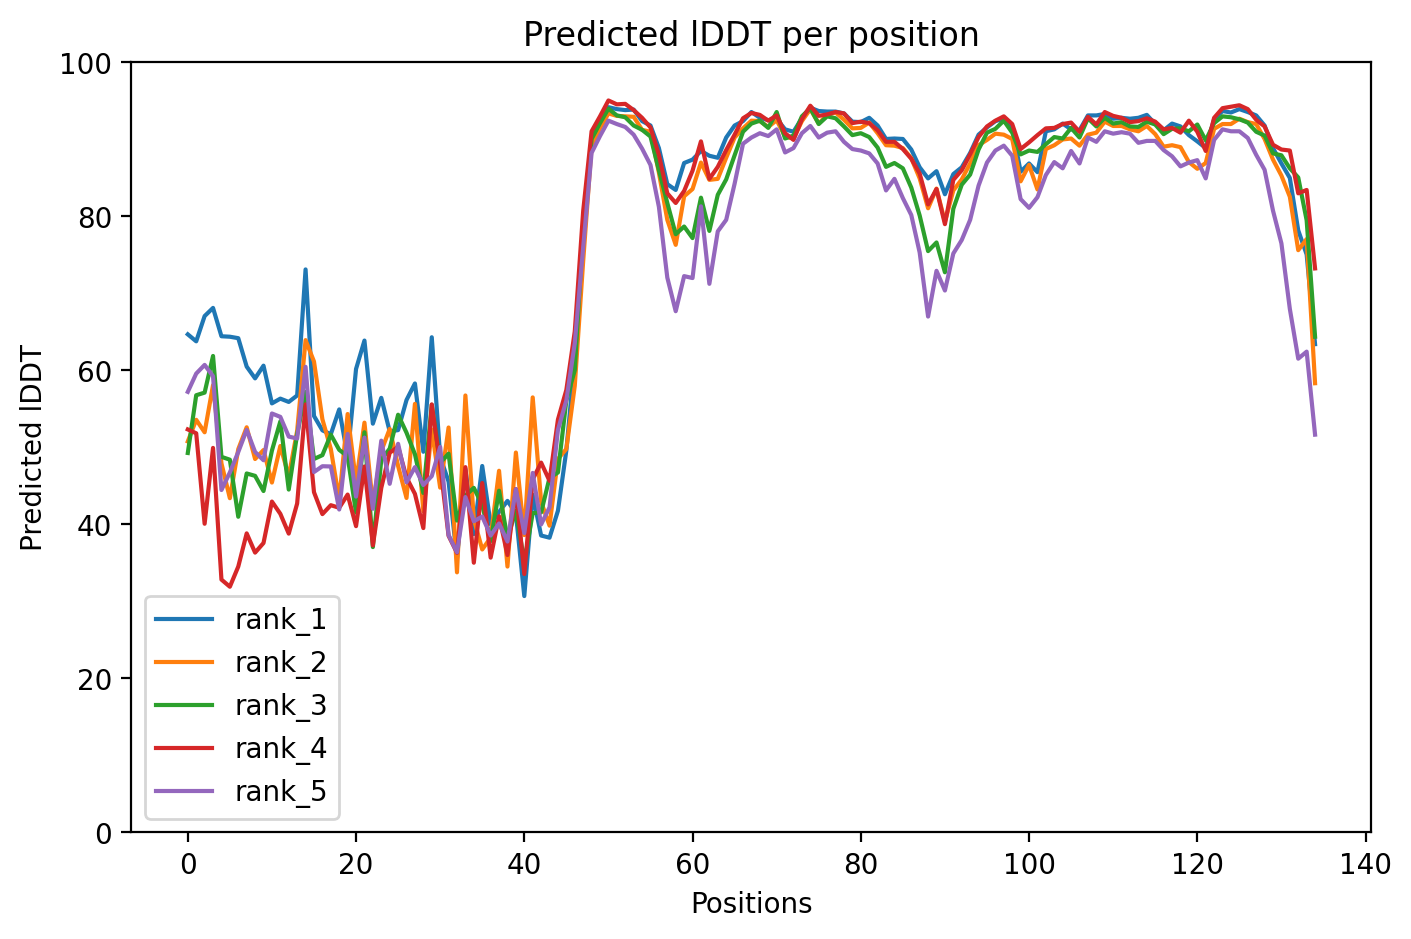 Predicted lDDT per position
100
80
60
40
20
0
Predicted lDDT
rank_1
rank_2
rank_3
rank_4
rank_5
0 20 40 60 80 100 120 140
Positions